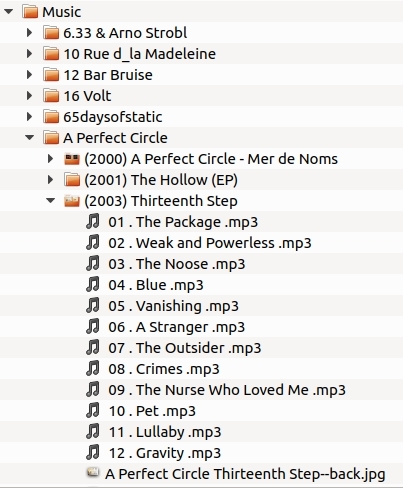 Music
6.33 & Arno Strobl
10 Rue d_la Madeleine
12 Bar Bruise
16 Volt
65daysofstatic
A Perfect Circle
(2000) A Perfect Circle - Mer de Noms
(2001) The Hollow (EP)
(2003) Thirteenth Step
01 . The Package .mp3
02 . Weak and Powerless .mp3
03 . The Noose .mp3
04 . Blue .mp3
05 . Vanishing .mp3
06 . A Stranger .mp3
07 . The Outsider .mp3
08 . Crimes .mp3
09 . The Nurse Who Loved Me .mp3
10 . Pet .mp3
11 . Lullaby .mp3
12 . Gravity .mp3
A Perfect Circle Thirteenth Step--back.jpg